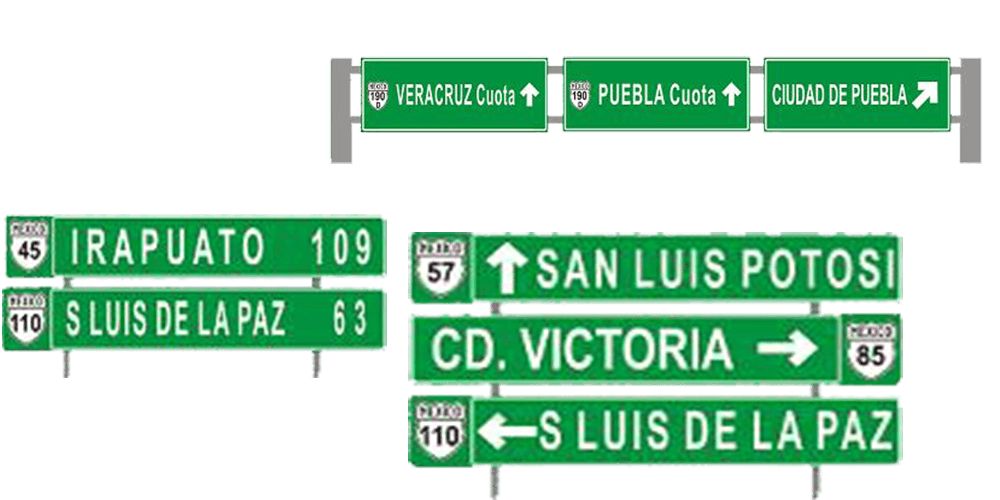 MEXICO 190 D VERACRUZ Cuota
MEXICO 190 D PUEBLA Cuota
CIUDAD DE PUEBLA
MEXICO 45 IRAPUATO 109
MEXICO 110 S LUIS DE LA PAZ 63
MEXICO 57 SAN LUIS POTOSI
CD. VICTORIA MEXICO 85
MEXICO 110 S LUIS DE LA PAZ